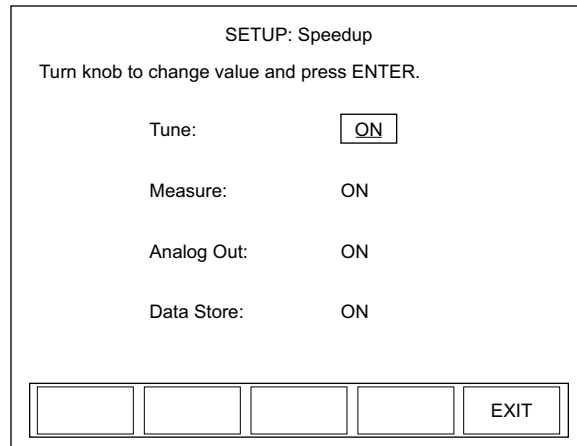 SETUP: Speedup
Turn knob to change value and press ENTER.
Tune: ON
Measure: ON
Analog Out: ON
Data Store: ON
EXIT